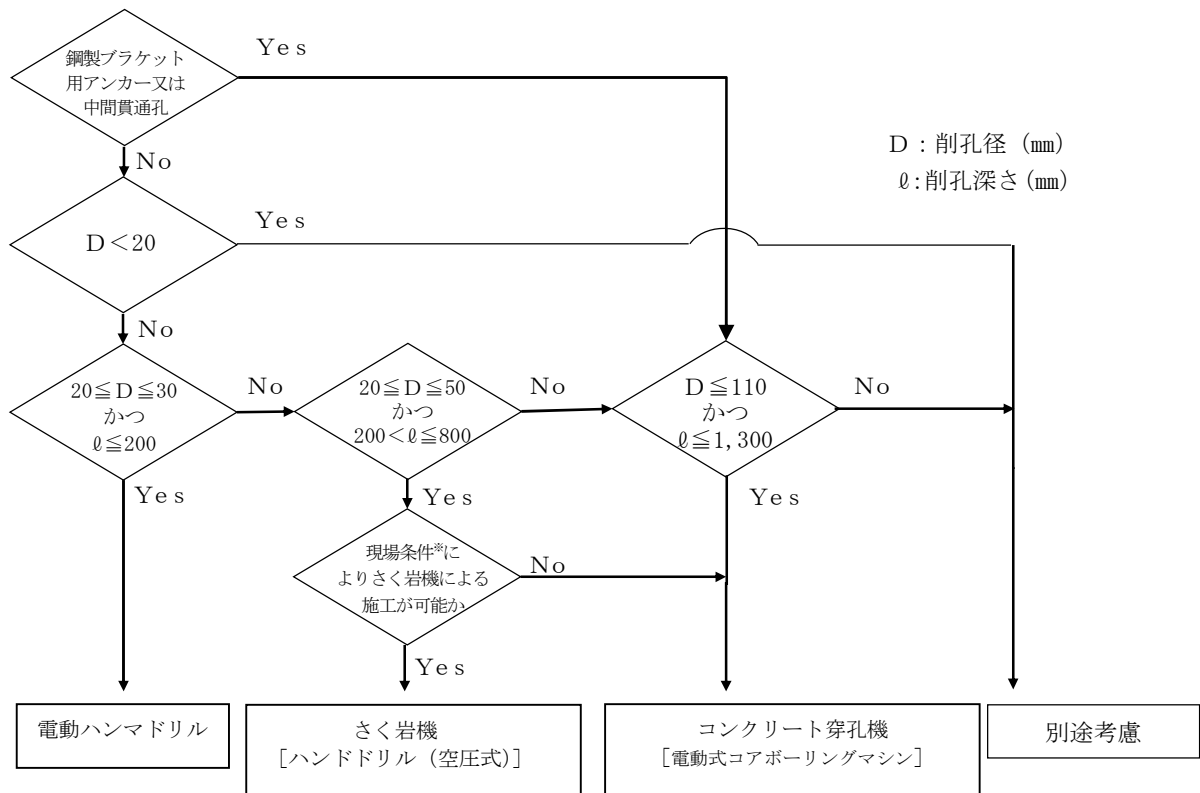 鋼製ブラケット
用アンカー又は
中間貫通孔
Yes
No
D：削孔径（㎜）
ℓ：削孔深さ（㎜）
D＜20
Yes
No
20≦D≦30
かつ
ℓ≦200
No
20≦D≦50
かつ
200＜ℓ≦800
No
D≦110
かつ
ℓ≦1,300
No
Yes
Yes
Yes
現場条件※に
よりさく岩機による
施工が可能か
No
Yes
電動ハンマドリル
さく岩機
［ハンドドリル（空圧式）］
コンクリート穿孔機
［電動式コアボーリングマシン］
別途考慮